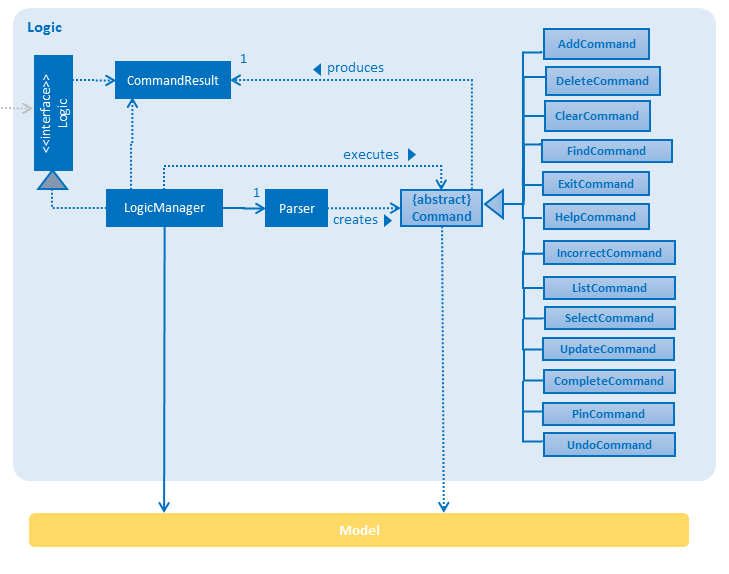 Logic
<<interface>>
Logic
CommandResult
1
produces
executes
LogicManager
1
Parser
creates
{abstract}
Command
AddCommand
DeleteCommand
ClearCommand
FindCommand
ExitCommand
HelpCommand
IncorrectCommand
ListCommand
SelectCommand
UpdateCommand
CompleteCommand
PinCommand
UndoCommand
Model